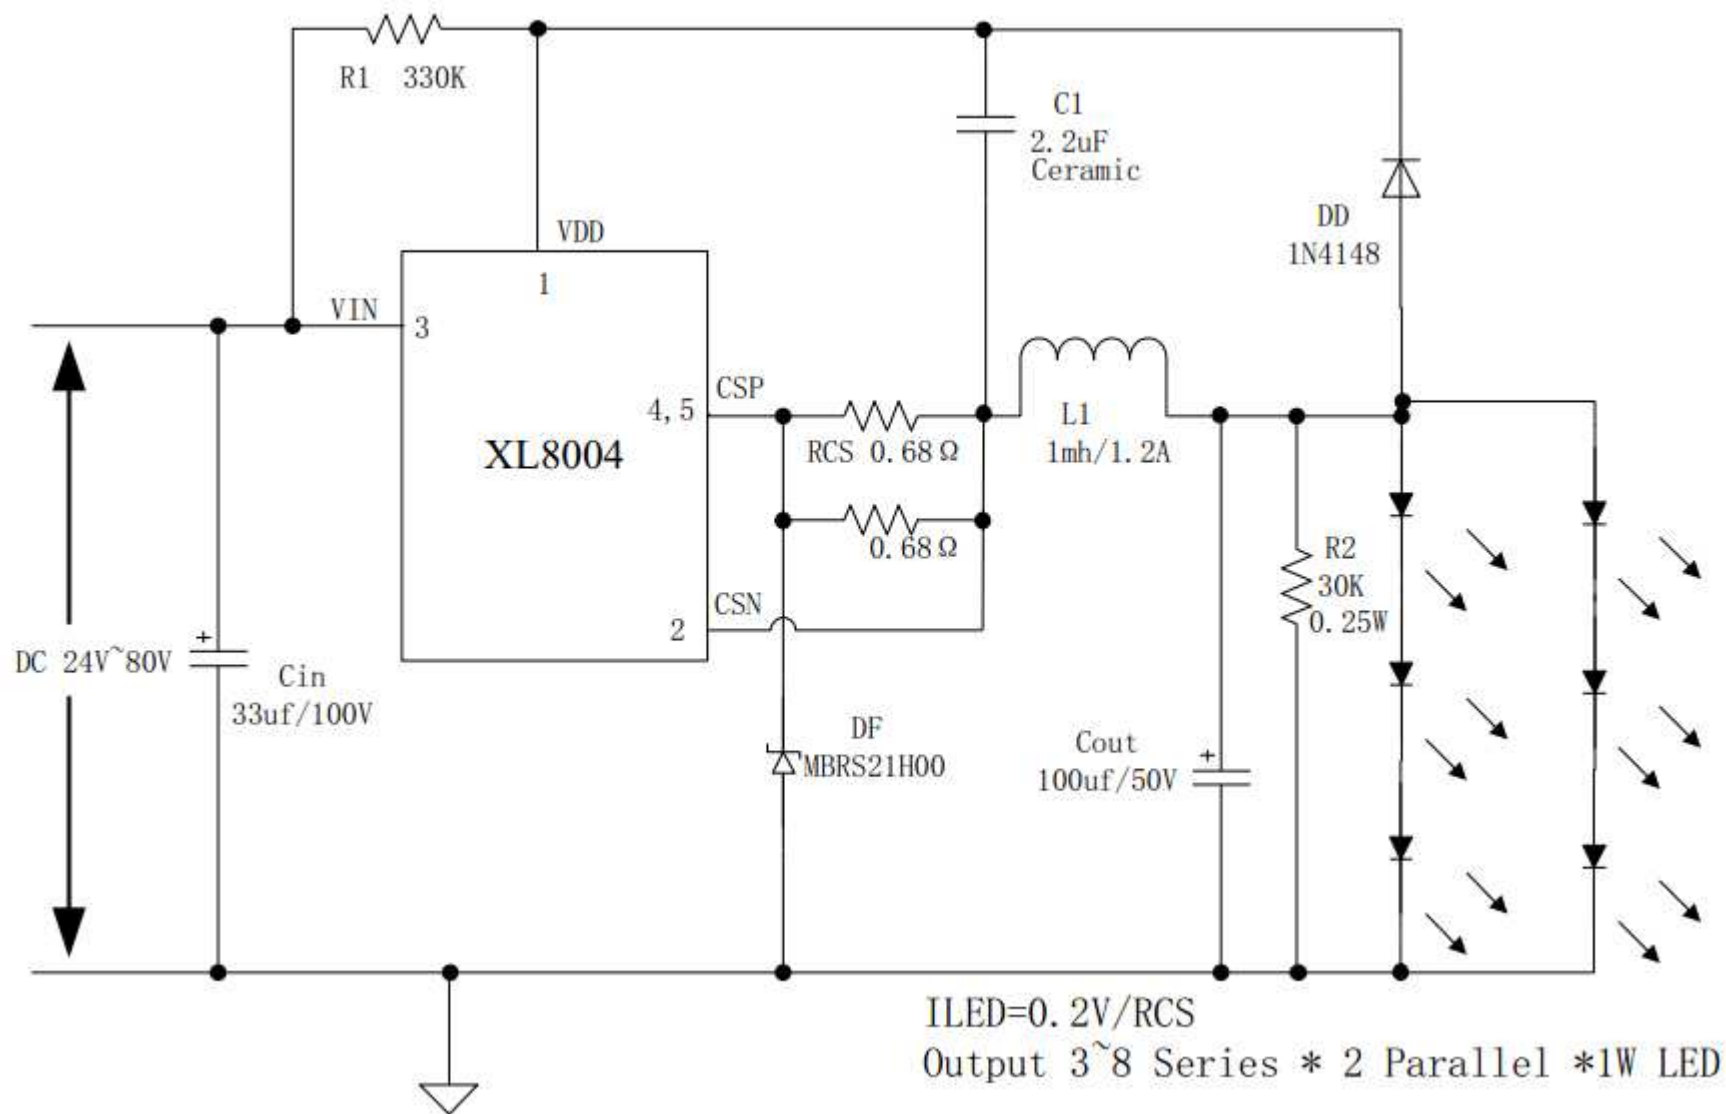 R1 330K
C1
2.2uF
Ceramic
DD
1N4148
VDD
1
VIN
3
CSP
4,5
XL8004
RCS 0.68Ω
0.68Ω
L1
1mh/1.2A
CSN
2
R2
30K
0.25W
DC 24V~80V
+
Cin
33uf/100V
DF
MBRS21H00
Cout
+
100uf/50V
ILED=0.2V/RCS
Output 3~8 Series * 2 Parallel *1W LED